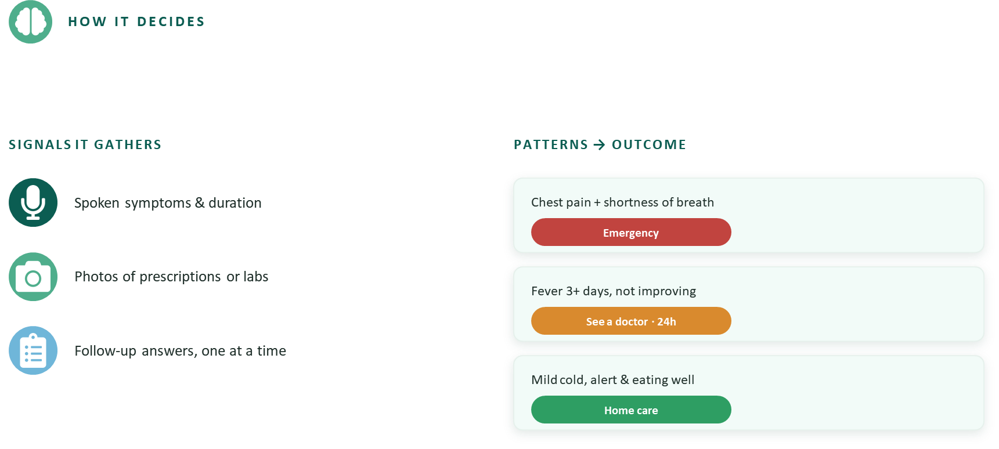 HOW IT DECIDES
SIGNALS IT GATHERS
Spoken symptoms & duration
Photos of prescriptions or labs
Follow-up answers, one at a time
PATTERNS → OUTCOME
Chest pain + shortness of breath
Emergency
Fever 3+ days, not improving
See a doctor · 24h
Mild cold, alert & eating well
Home care